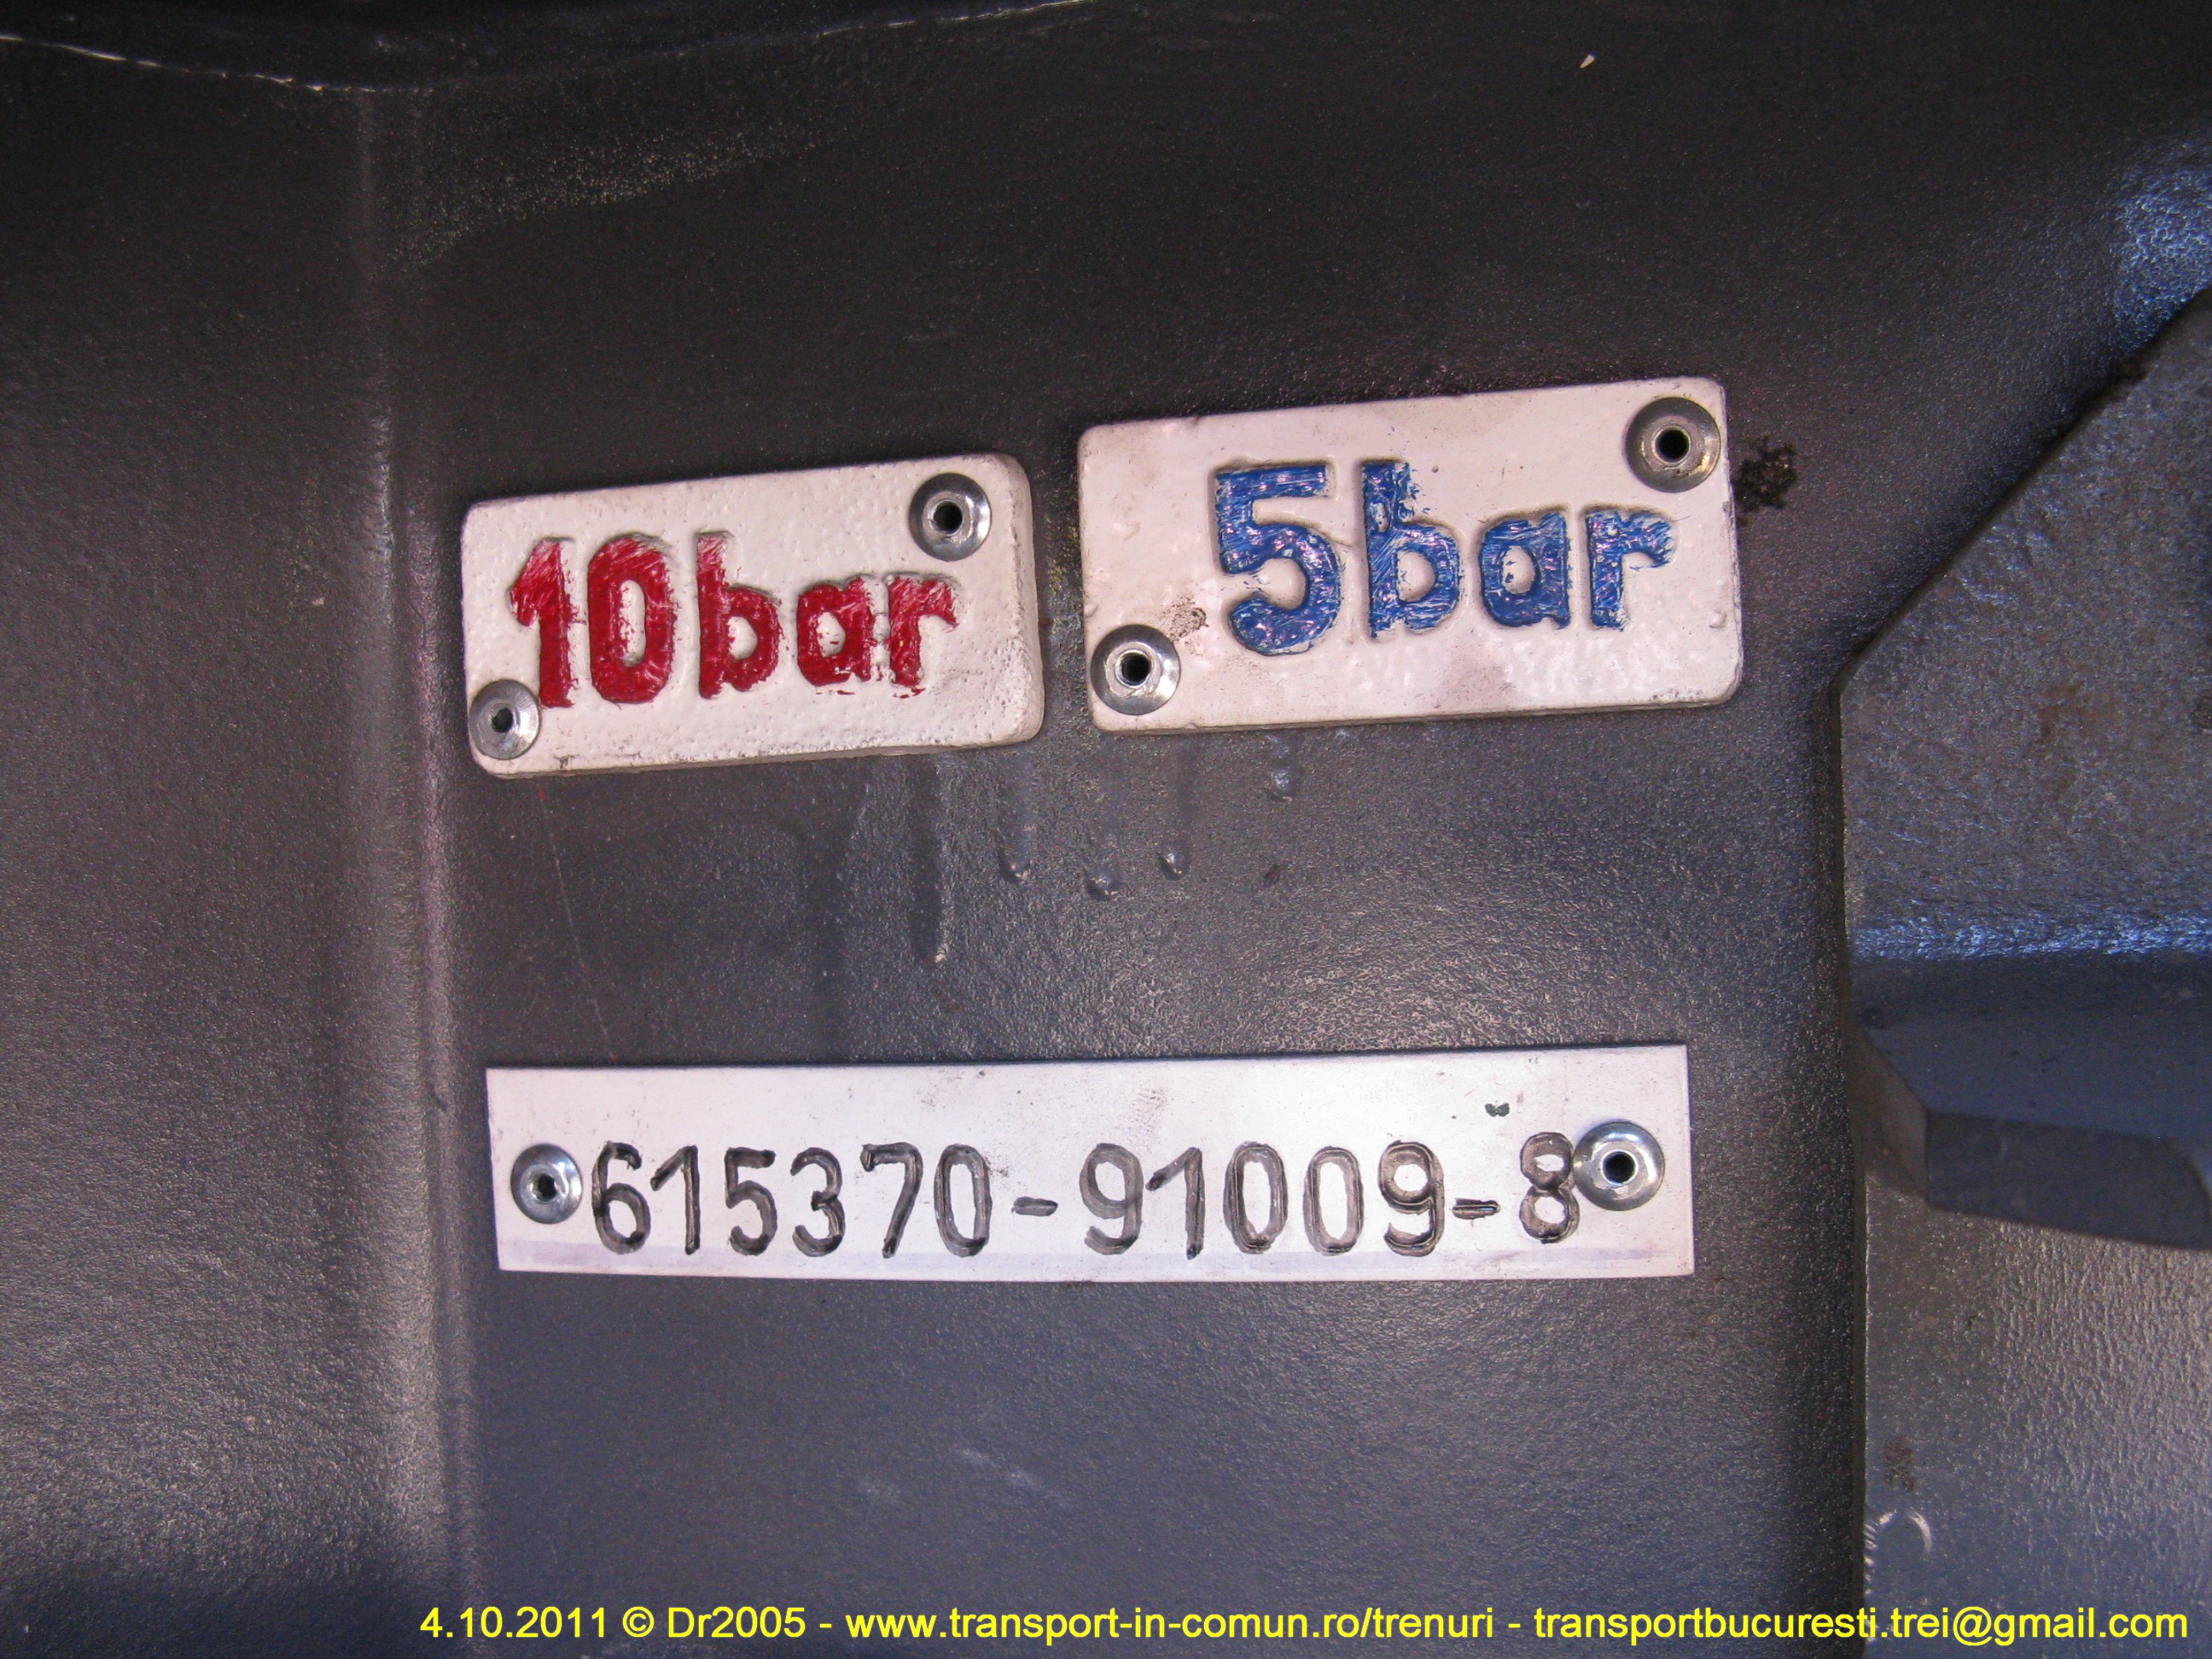 10bar
5bar
615370-91009-8
4.10.2011 © Dr2005 - www.transport-in-comun.ro/trenuri - transportbucuresti.trei@gmail.com